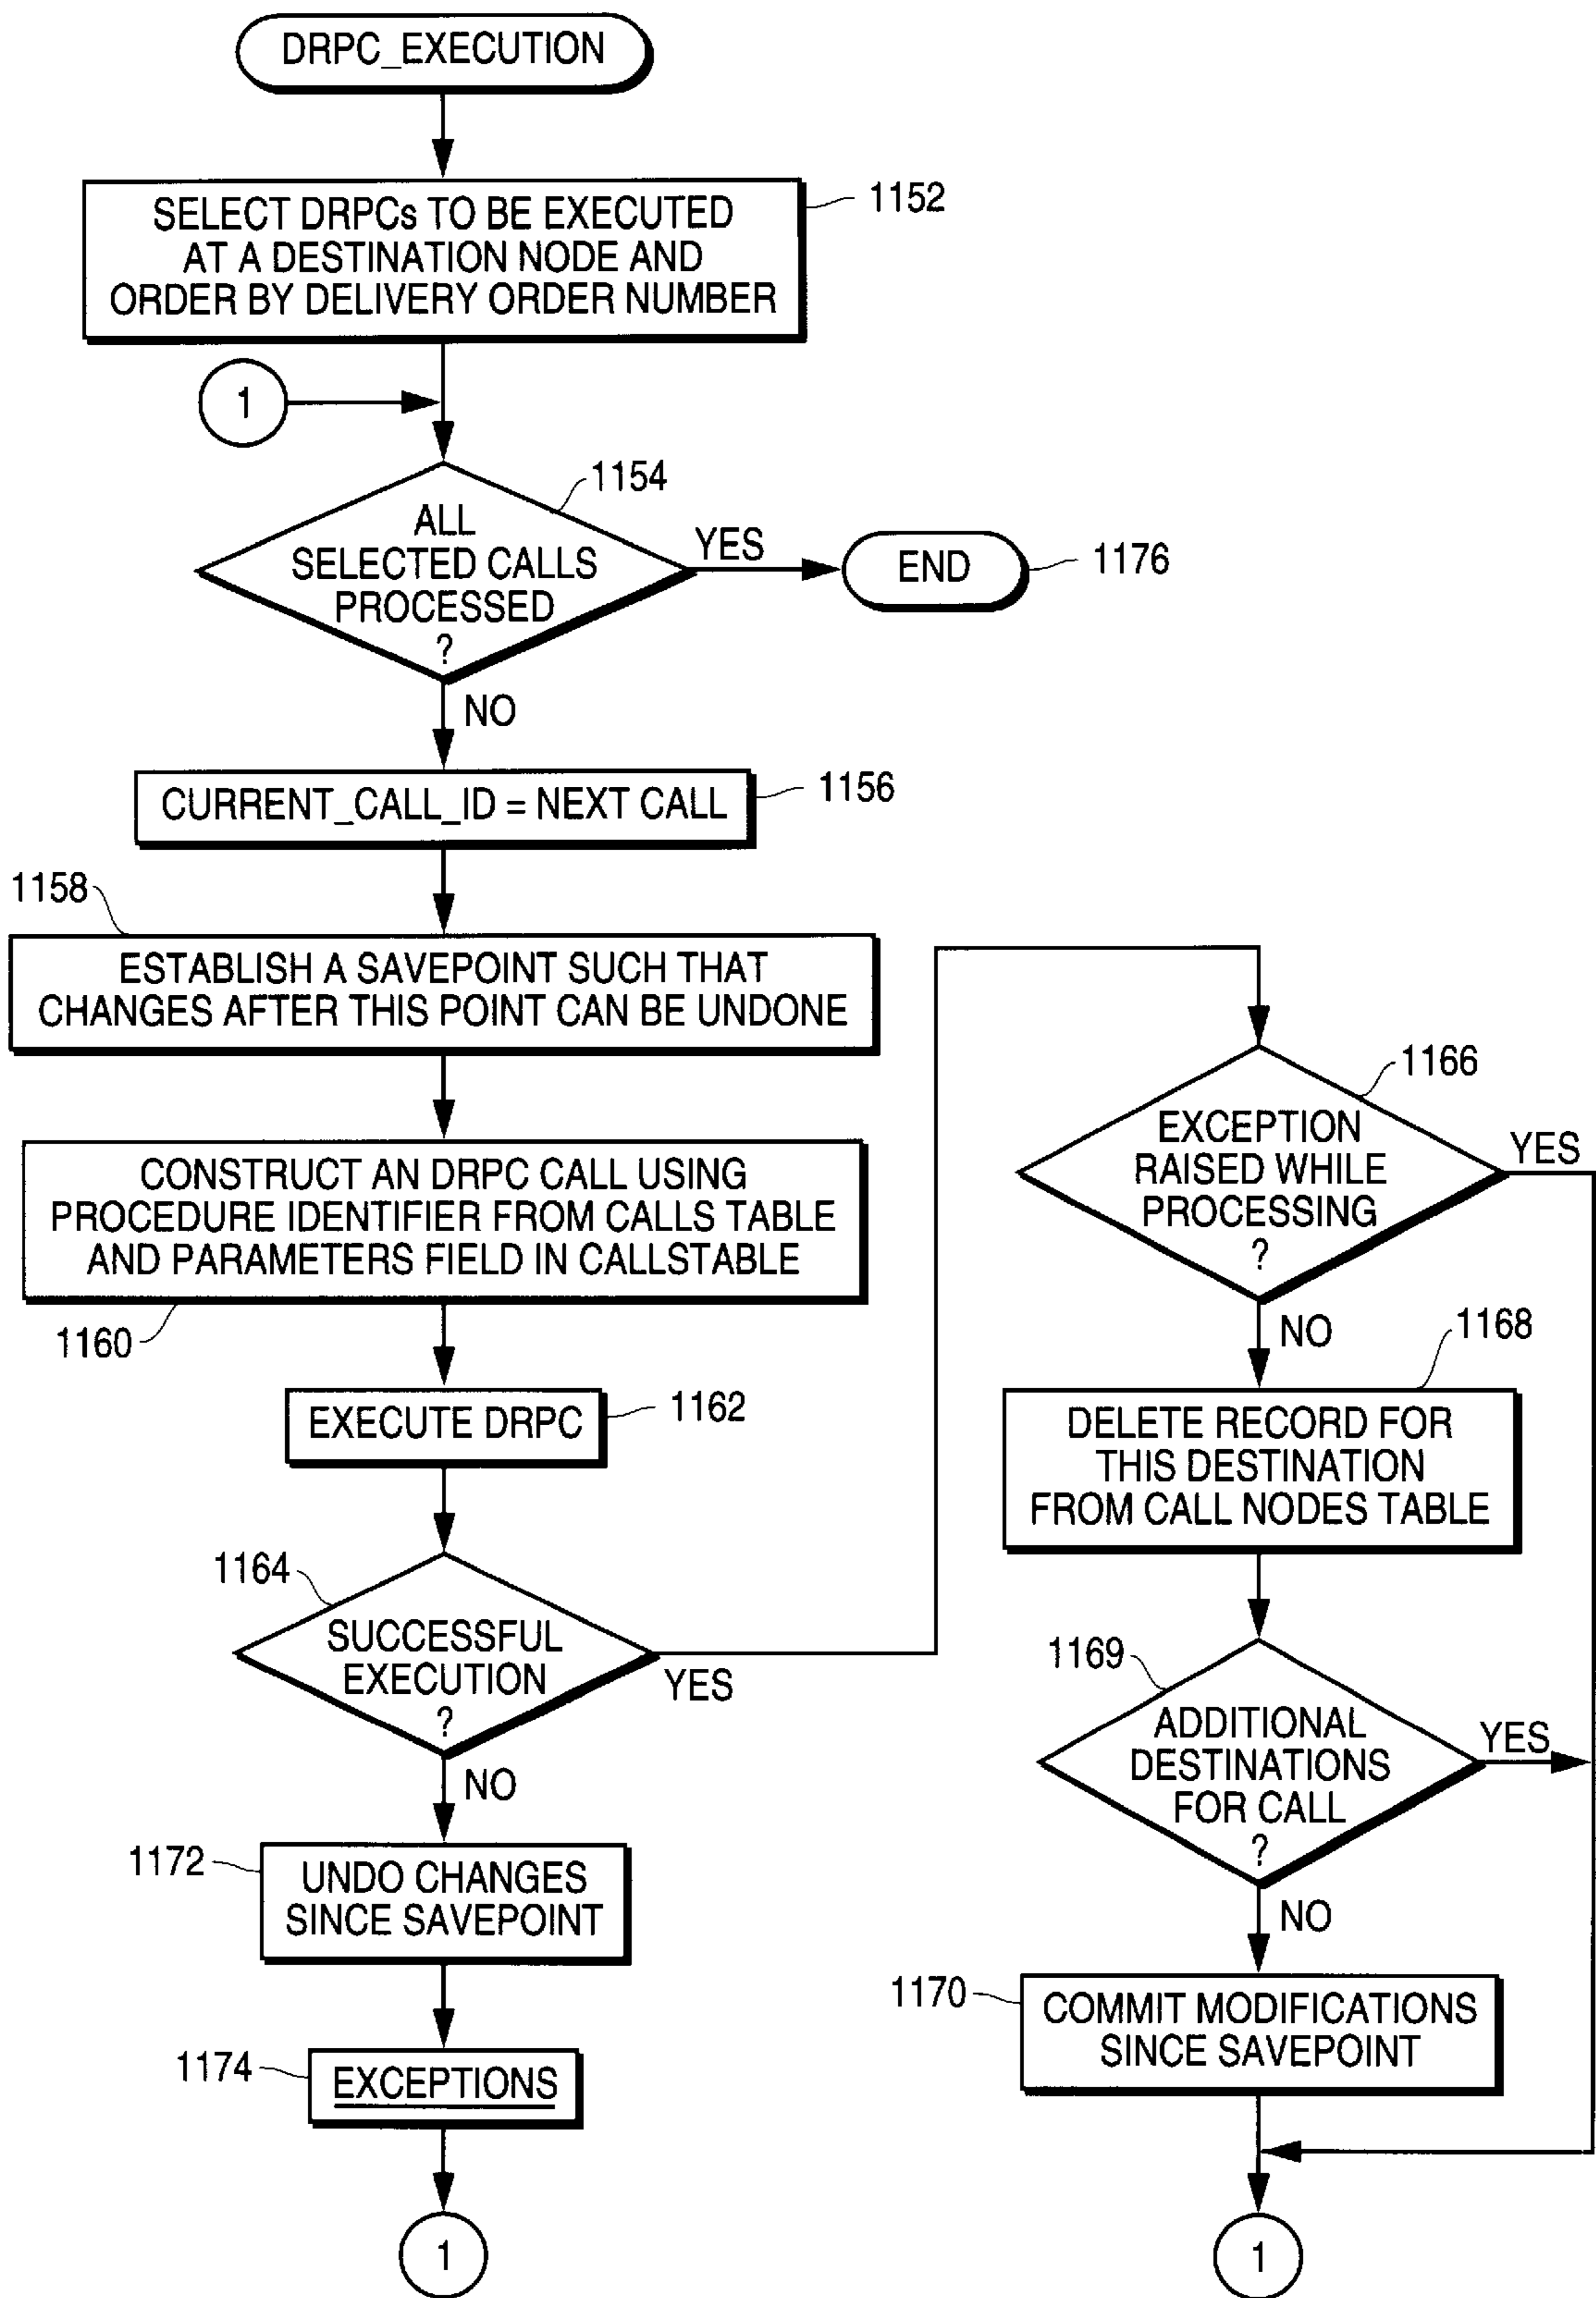 DRPC_EXECUTION
SELECT DRPCs TO BE EXECUTED
AT A DESTINATION NODE AND
ORDER BY DELIVERY ORDER NUMBER
1152
1
1154
ALL
SELECTED CALLS
PROCESSED
?
YES
END
1176
NO
CURRENT_CALL_ID = NEXT CALL
1156
1158
ESTABLISH A SAVEPOINT SUCH THAT
CHANGES AFTER THIS POINT CAN BE UNDONE
CONSTRUCT AN DRPC CALL USING
PROCEDURE IDENTIFIER FROM CALLS TABLE
AND PARAMETERS FIELD IN CALLSTABLE
1160
EXECUTE DRPC
1162
1164
SUCCESSFUL
EXECUTION
?
YES
NO
1172
UNDO CHANGES
SINCE SAVEPOINT
1174
EXCEPTIONS
1
1166
EXCEPTION
RAISED WHILE
PROCESSING
?
YES
NO
1168
DELETE RECORD FOR
THIS DESTINATION
FROM CALL NODES TABLE
1169
ADDITIONAL
DESTINATIONS
FOR CALL
?
YES
NO
1170
COMMIT MODIFICATIONS
SINCE SAVEPOINT
1